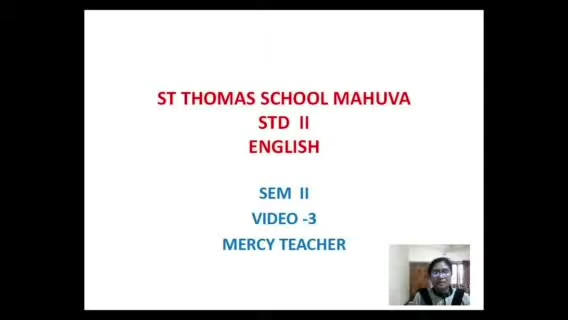 ST THOMAS SCHOOL MAHUVA
STD II
ENGLISH
SEM II
VIDEO -3
MERCY TEACHER